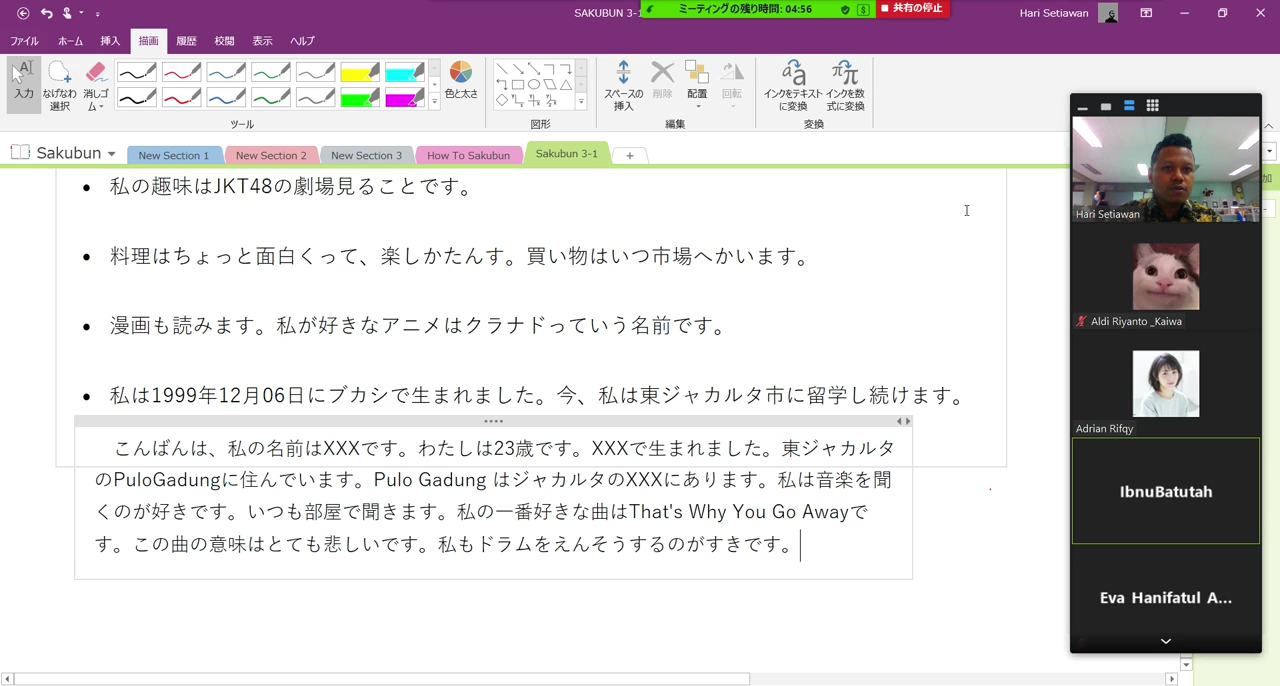 SAKUBUN 3-1
ミーティングの残り時間: 04:56
共有の停止
Hari Setiawan
ファイル ホーム 挿入 描画 履歴 校閲 表示 ヘルプ
入力
なげなわ選択
消しゴム
色と太さ
スペースの挿入
削除
配置
回転
インクをテキストに変換
インクを数式に変換
ツール
図形
編集
変換
Sakubun
New Section 1
New Section 2
New Section 3
How To Sakubun
Sakubun 3-1
• 私の趣味はJKT48の劇場見ることです。
• 料理はちょっと面白くって、楽しかたんす。買い物はいつ市場へかいます。
• 漫画も読みます。私が好きなアニメはクラナドっていう名前です。
• 私は1999年12月06日にブカシで生まれました。今、私は東ジャカルタ市に留学し続けます。
こんばんは、私の名前はXXXです。わたしは23歳です。XXXで生まれました。東ジャカルタ
のPuloGadungに住んでいます。Pulo Gadung はジャカルタのXXXにあります。私は音楽を聞
くのが好きです。いつも部屋で聞きます。私の一番好きな曲はThat's Why You Go Awayで
す。この曲の意味はとても悲しいです。私もドラムをえんそうするのがすきです。
Hari Setiawan
Aldi Riyanto _Kaiwa
Adrian Rifqy
IbnuBatutah
Eva Hanifatul A...